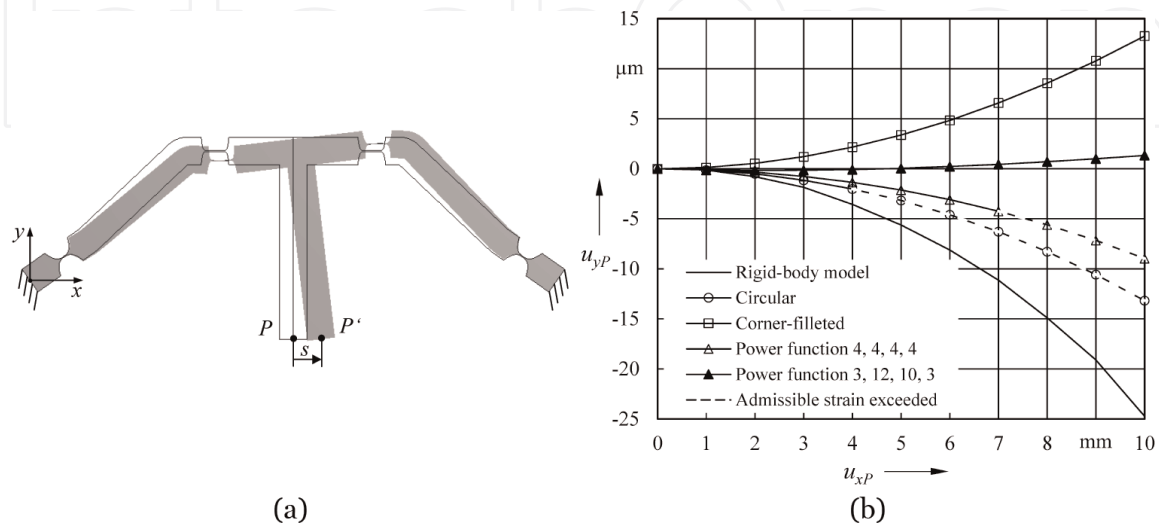 y
x
P
P‘
s
(a)
15
μm
5
0
-5
-10
-15
-20
-25
u_yP
Rigid-body model
Circular
Corner-filleted
Power function 4, 4, 4, 4
Power function 3, 12, 10, 3
Admissible strain exceeded
0 1 2 3 4 5 6 7 8 mm 10
u_xP
(b)